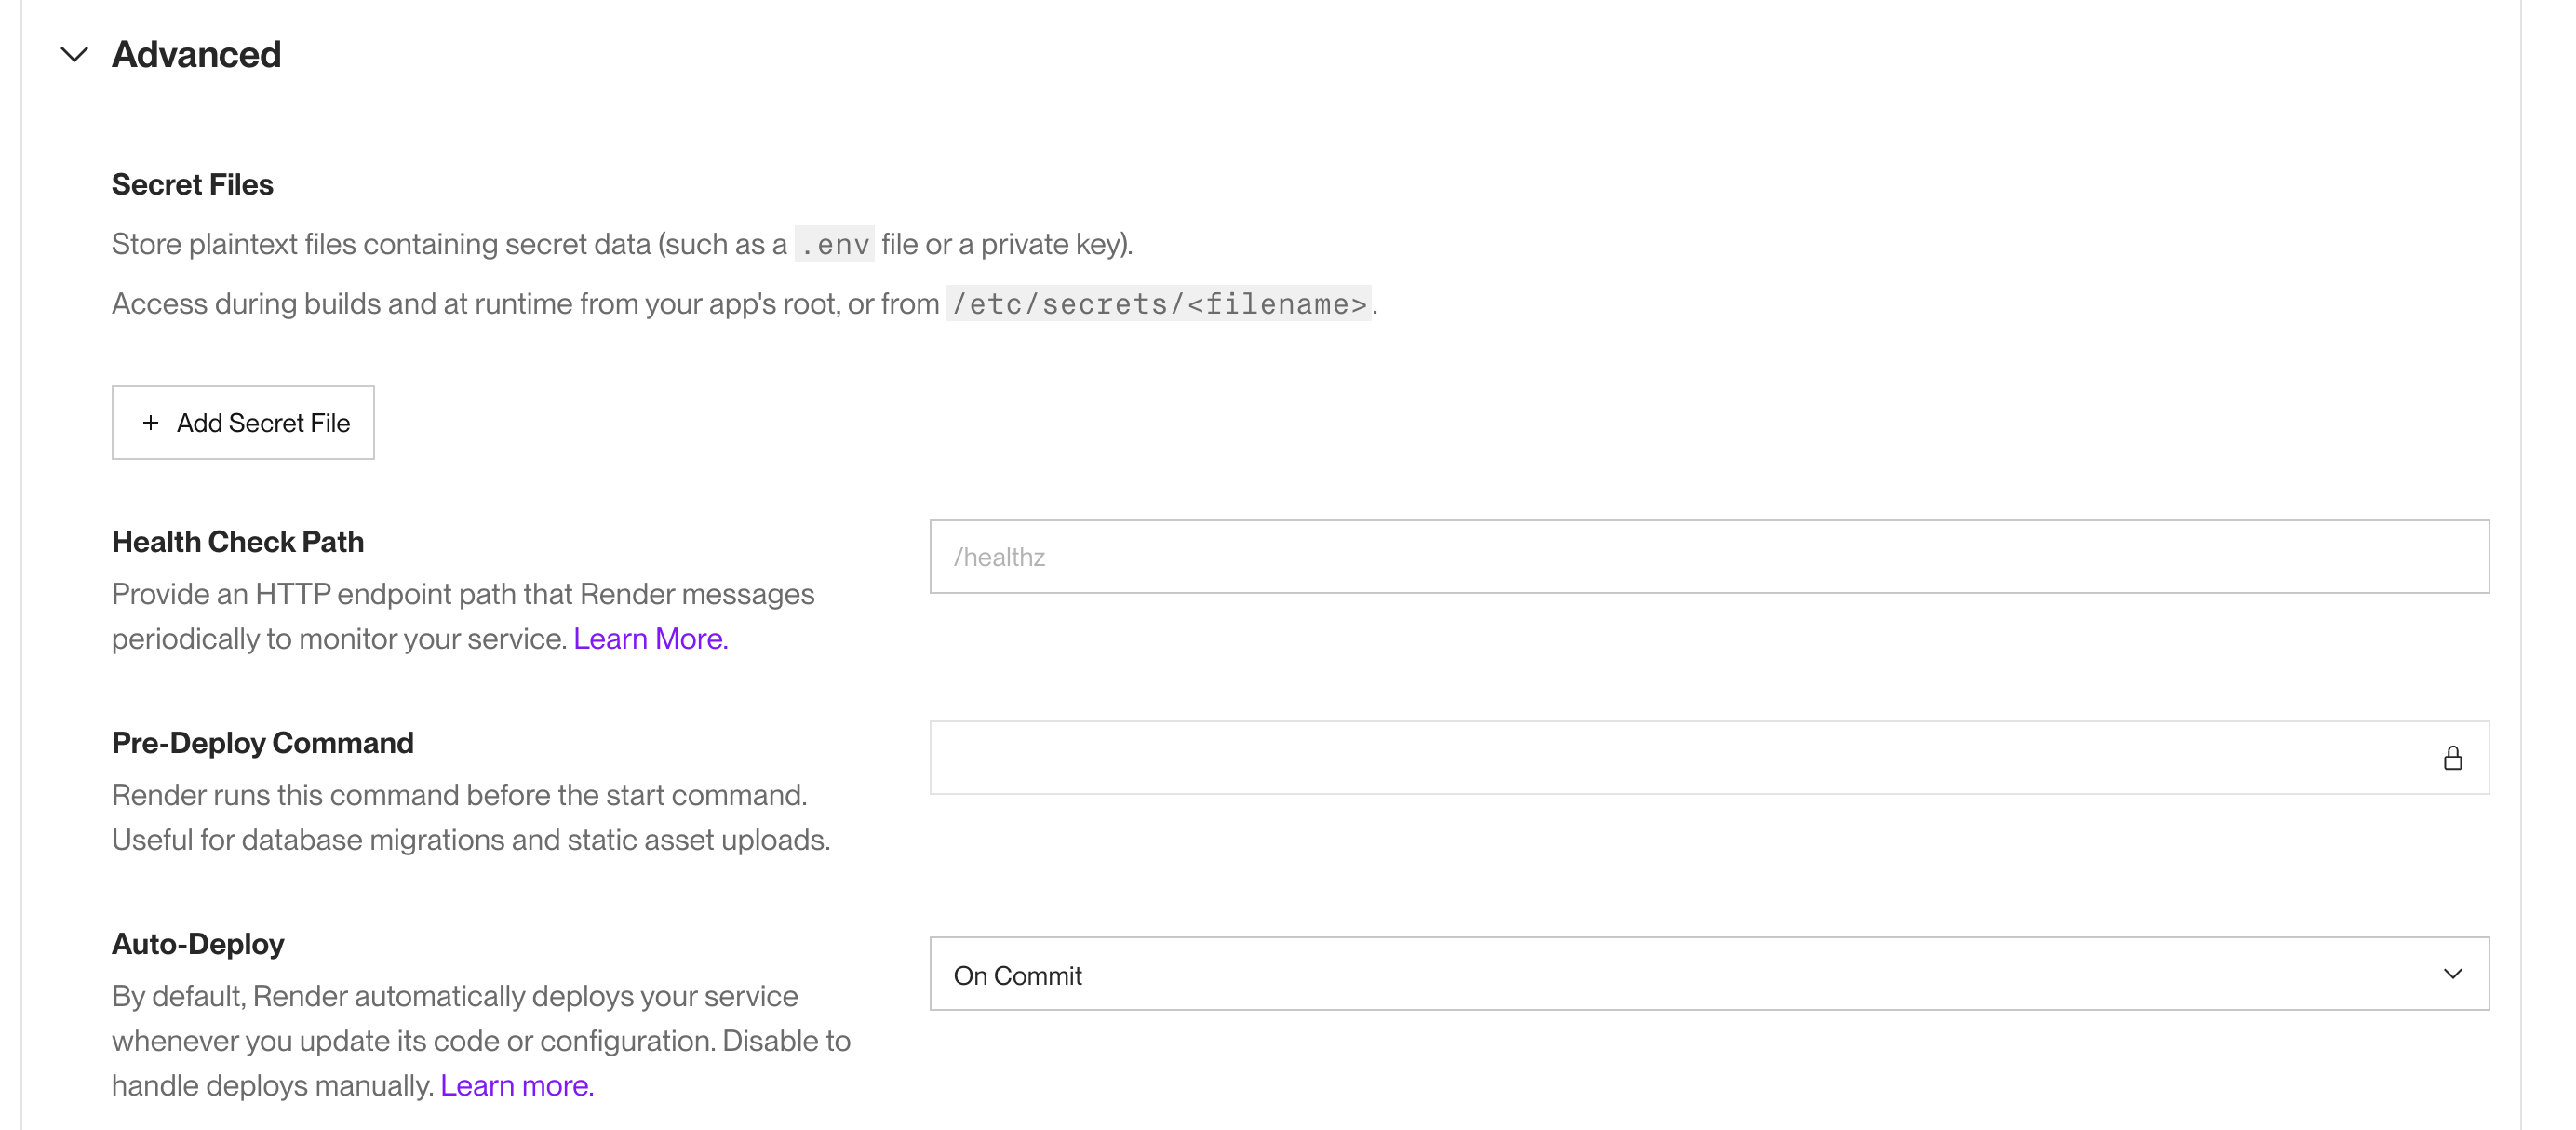 Advanced
Secret Files
Store plaintext files containing secret data (such as a .env file or a private key).
Access during builds and at runtime from your app's root, or from /etc/secrets/<filename>.
+ Add Secret File
Health Check Path
/healthz
Provide an HTTP endpoint path that Render messages
periodically to monitor your service. Learn More.
Pre-Deploy Command
Render runs this command before the start command.
Useful for database migrations and static asset uploads.
Auto-Deploy
On Commit
By default, Render automatically deploys your service
whenever you update its code or configuration. Disable to
handle deploys manually. Learn more.